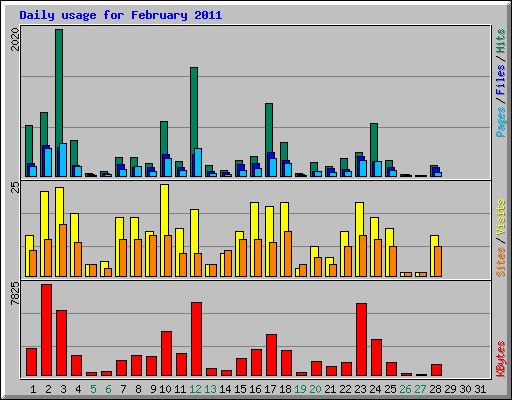 Daily usage for February 2011
2020
Pages / Files / Hits
25
Sites / Visits
7825
KBytes
1 2 3 4 5 6 7 8 9 10 11 12 13 14 15 16 17 18 19 20 21 22 23 24 25 26 27 28 29 30 31